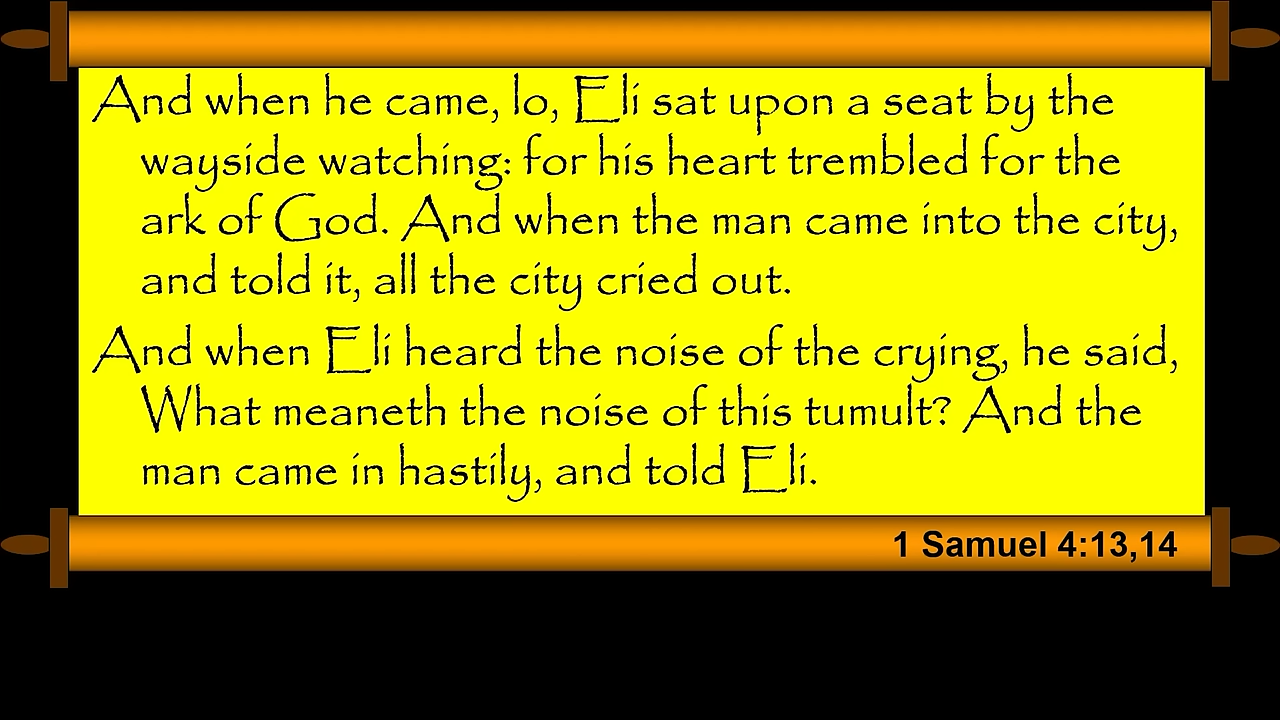 And when he came, lo, Eli sat upon a seat by the
wayside watching: for his heart trembled for the
ark of God. And when the man came into the city,
and told it, all the city cried out.
And when Eli heard the noise of the crying, he said,
What meaneth the noise of this tumult? And the
man came in hastily, and told Eli.
1 Samuel 4:13,14